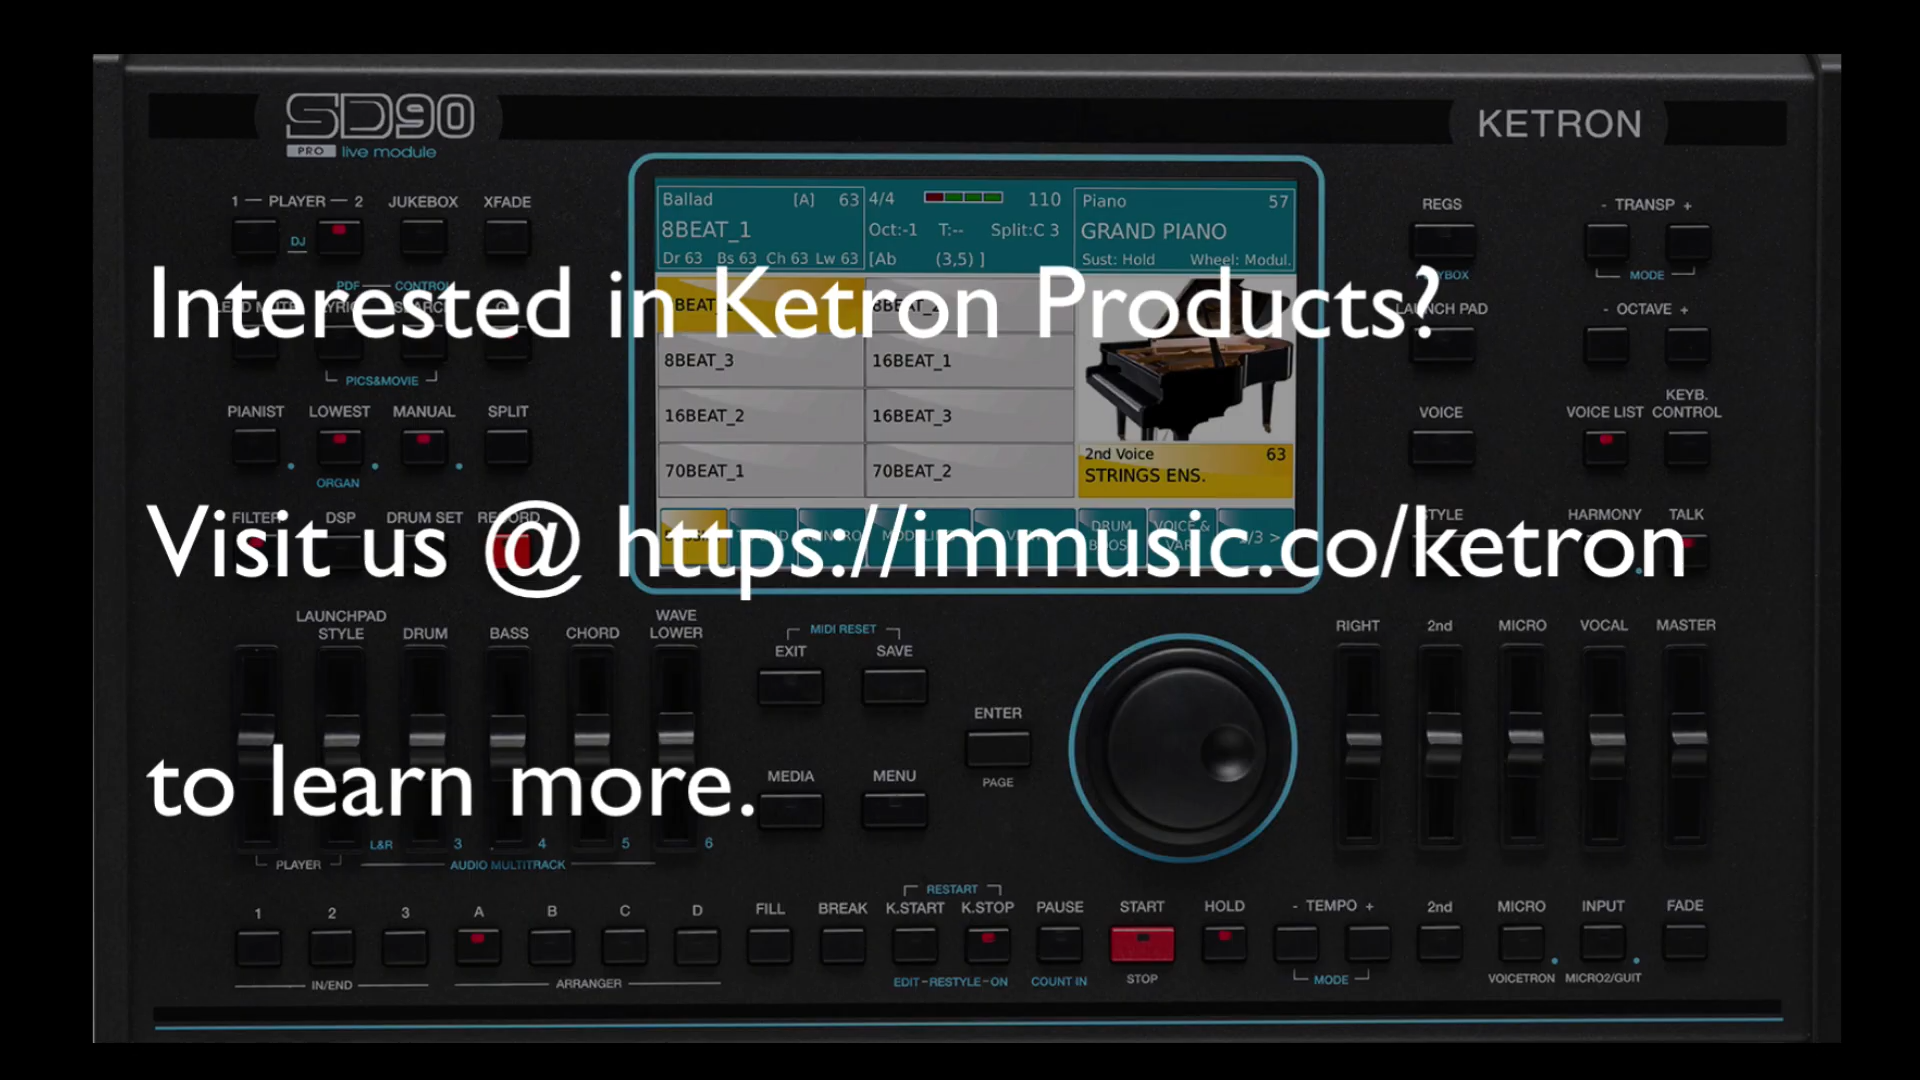 SD90
PRO live module
KETRON
1 — PLAYER — 2 JUKEBOX XFADE
DJ
Ballad [A] 63 4/4 110 Piano 57
8BEAT_1 Oct:-1 T:-- Split:C 3 GRAND PIANO
Dr 63 Bs 63 Ch 63 Lw 63 [Ab (3,5) ] Sust: Hold Wheel: Modul.
REGS - TRANSP +
MODE
PDF CONTROL
Interested in Ketron Products?
LAUNCH PAD - OCTAVE +
8BEAT_3 16BEAT_1
PICS&MOVIE
PIANIST LOWEST MANUAL SPLIT
16BEAT_2 16BEAT_3
VOICE VOICE LIST KEYB. CONTROL
2nd Voice 63
70BEAT_1 70BEAT_2 STRINGS ENS.
ORGAN
FILTER DSP DRUM SET RECORD
HARMONY TALK
Visit us @ https://immusic.co/ketron
LAUNCHPAD STYLE DRUM BASS CHORD WAVE LOWER
MIDI RESET
EXIT SAVE
RIGHT 2nd MICRO VOCAL MASTER
ENTER
PAGE
MEDIA MENU
to learn more.
L&R 3 4 5 6
PLAYER AUDIO MULTITRACK
RESTART
1 2 3 A B C D FILL BREAK K.START K.STOP PAUSE START HOLD - TEMPO + 2nd MICRO INPUT FADE
IN/END ARRANGER EDIT - RESTYLE - ON COUNT IN STOP MODE VOICETRON MICRO2/GUIT